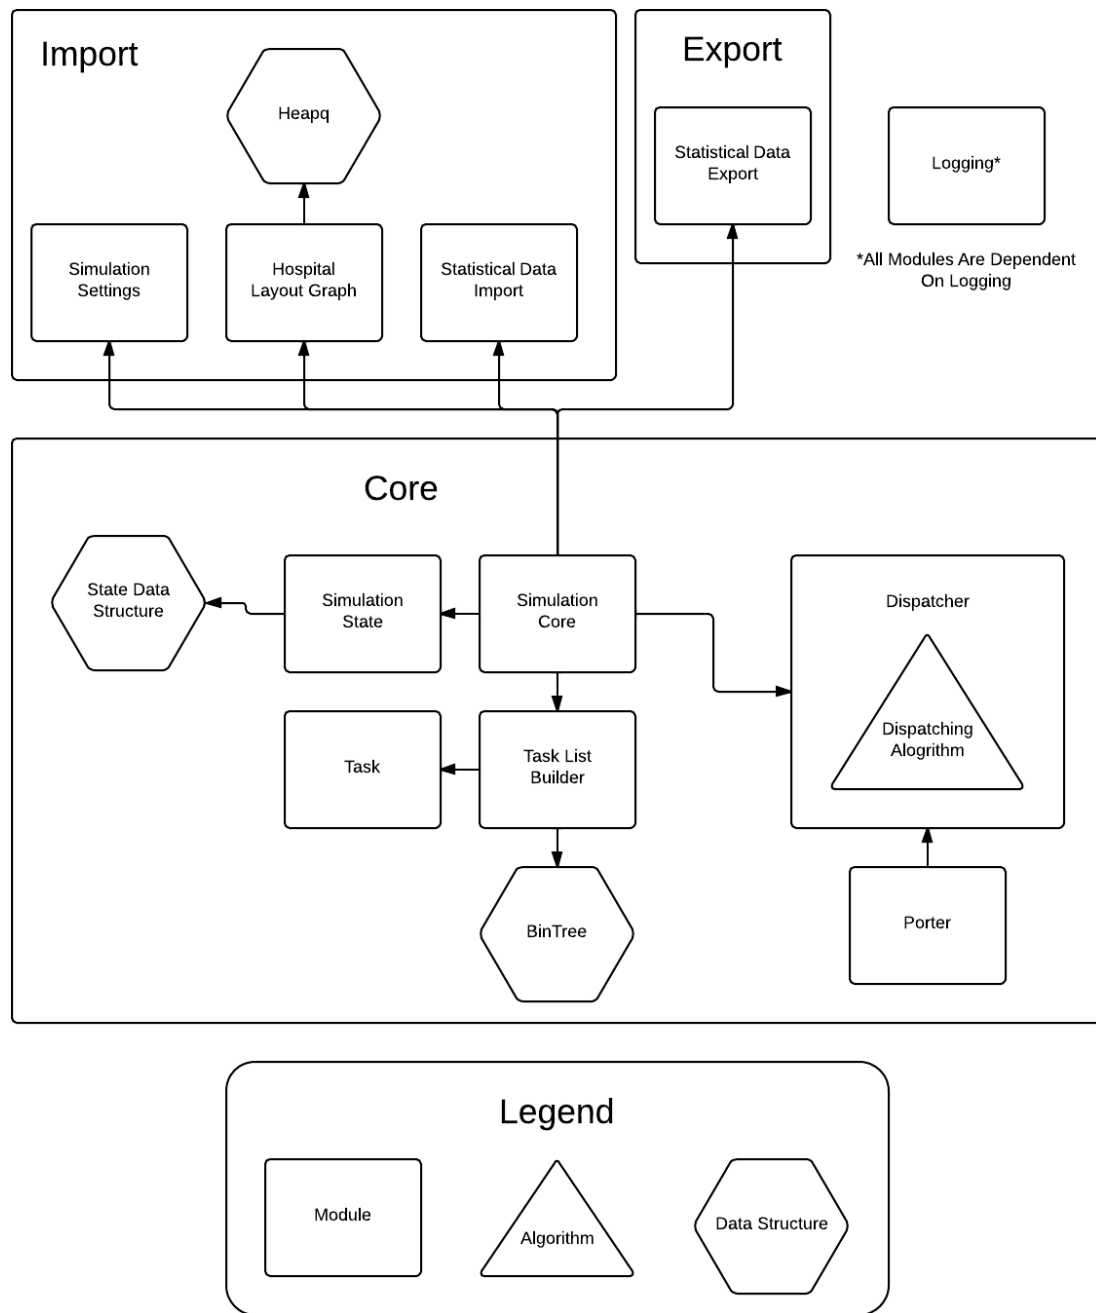 Import
Heapq
Simulation
Settings
Hospital
Layout Graph
Statistical Data
Import
Export
Statistical Data
Export
Logging*
*All Modules Are Dependent
On Logging
Core
State Data
Structure
Simulation
State
Simulation
Core
Dispatcher
Dispatching
Alogrithm
Task
Task List
Builder
BinTree
Porter
Legend
Module
Algorithm
Data Structure